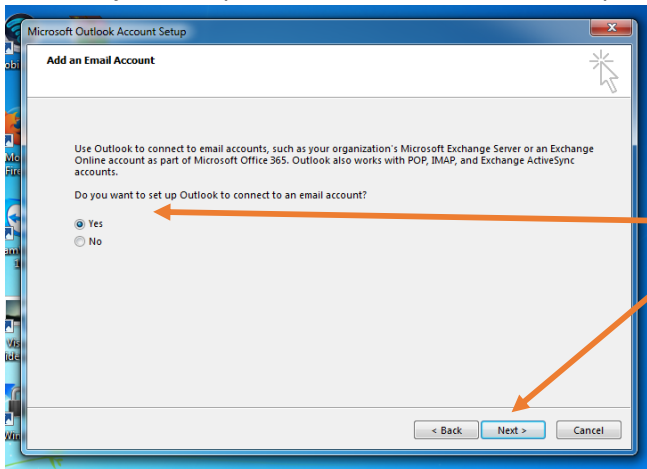 Microsoft Outlook Account Setup
Add an Email Account
Use Outlook to connect to email accounts, such as your organization's Microsoft Exchange Server or an Exchange
Online account as part of Microsoft Office 365. Outlook also works with POP, IMAP, and Exchange ActiveSync
accounts.
Do you want to set up Outlook to connect to an email account?
Yes
No
< Back Next > Cancel